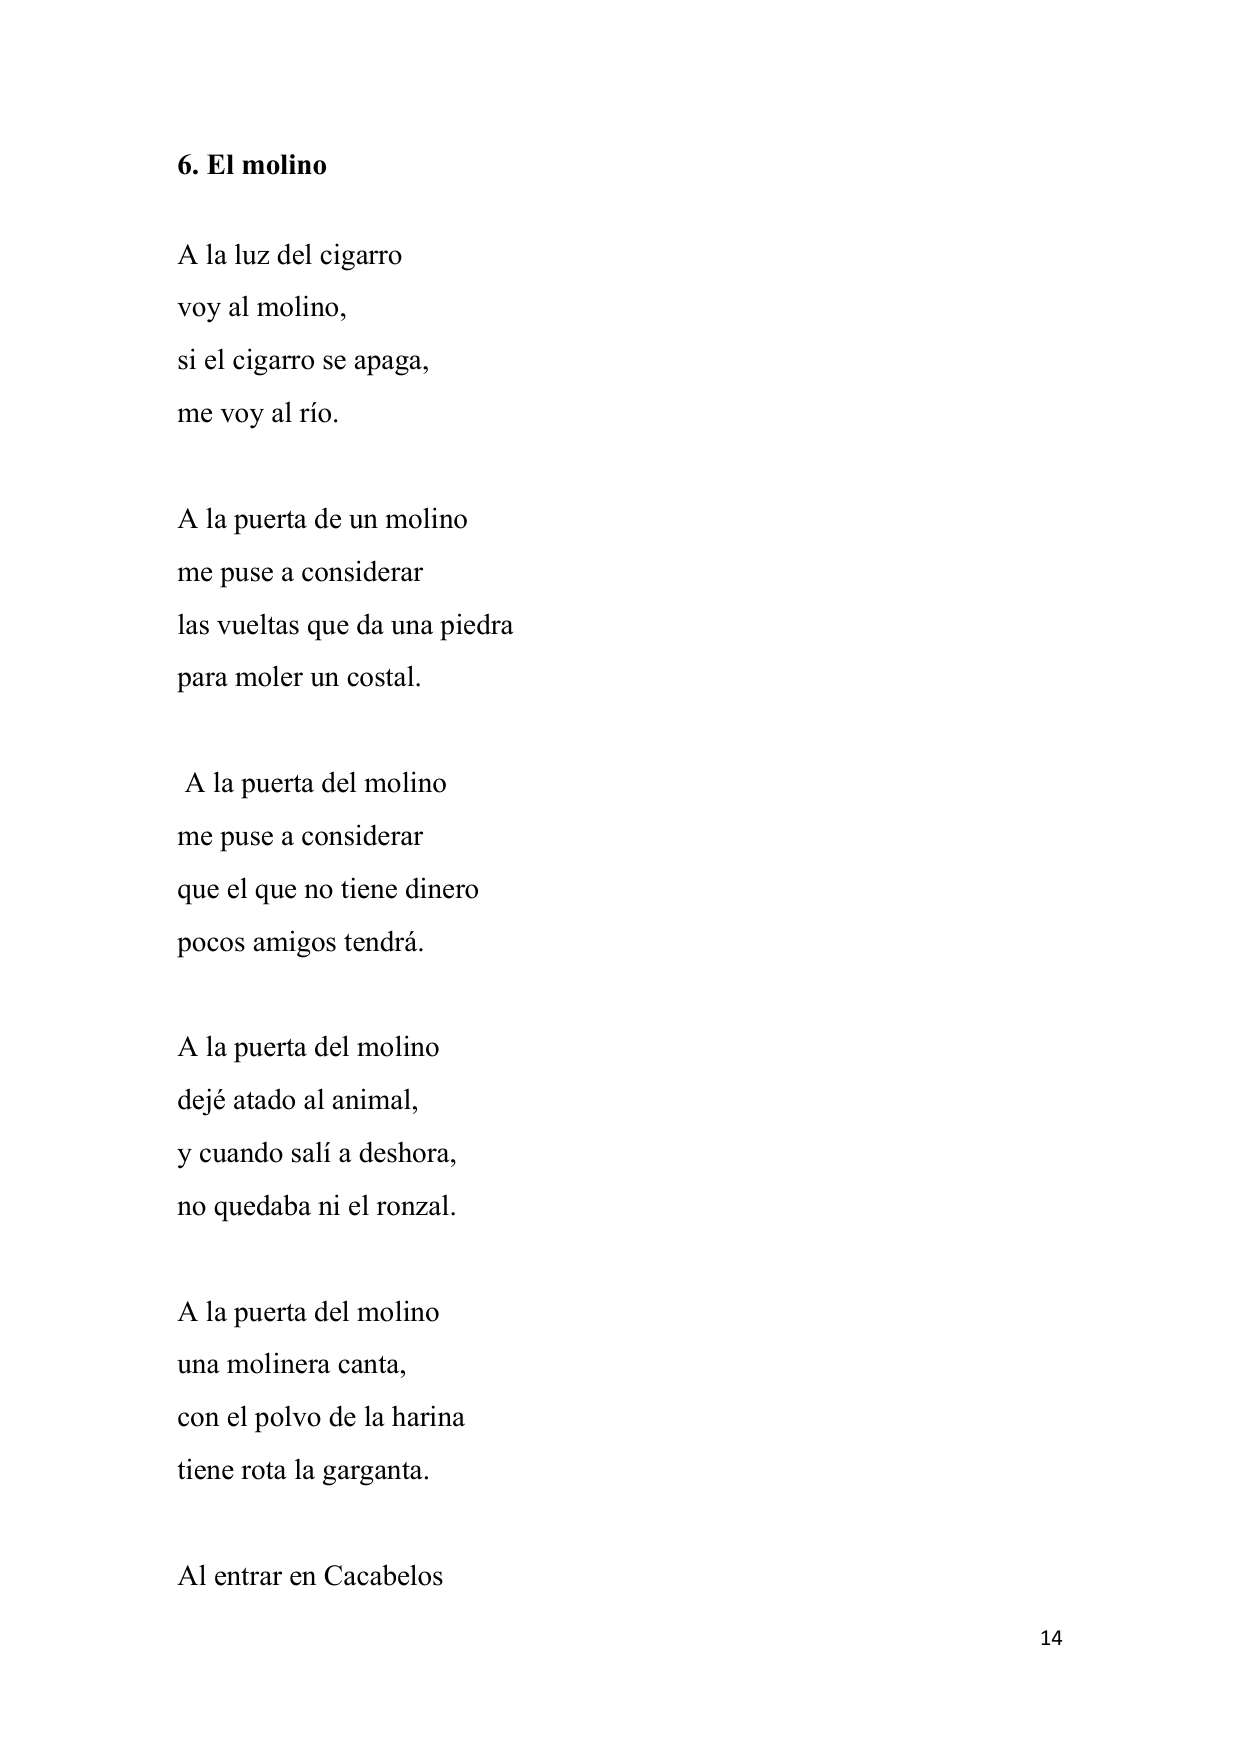 6. El molino
A la luz del cigarro
voy al molino,
si el cigarro se apaga,
me voy al río.
A la puerta de un molino
me puse a considerar
las vueltas que da una piedra
para moler un costal.
A la puerta del molino
me puse a considerar
que el que no tiene dinero
pocos amigos tendrá.
A la puerta del molino
dejé atado al animal,
y cuando salí a deshora,
no quedaba ni el ronzal.
A la puerta del molino
una molinera canta,
con el polvo de la harina
tiene rota la garganta.
Al entrar en Cacabelos
14